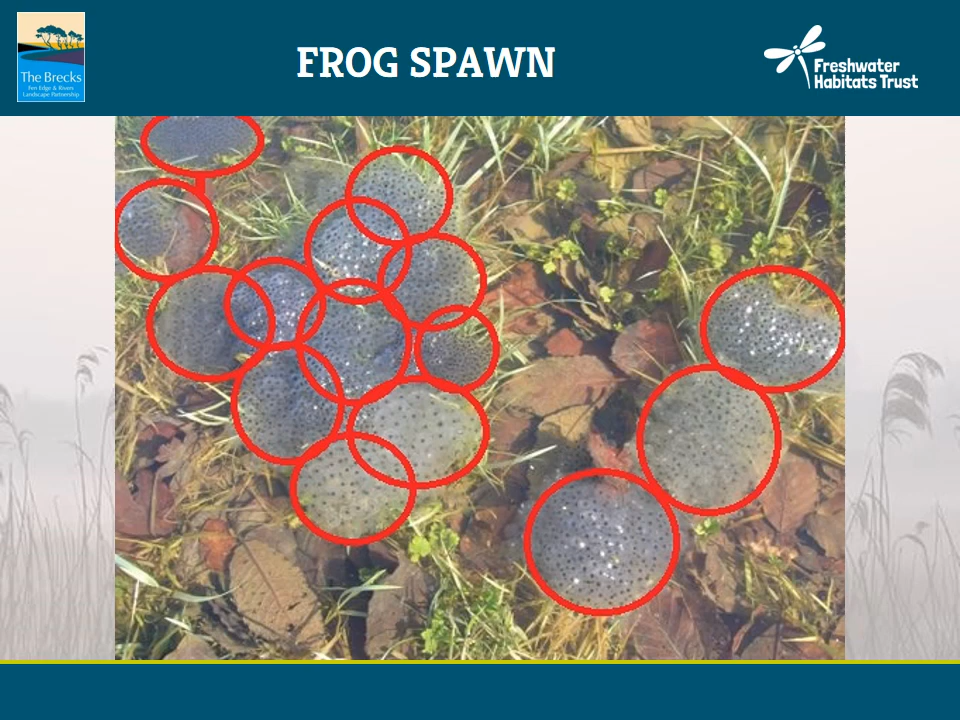 The Brecks
Fen Edge & Rivers
Landscape Partnership
FROG SPAWN
Freshwater
Habitats Trust